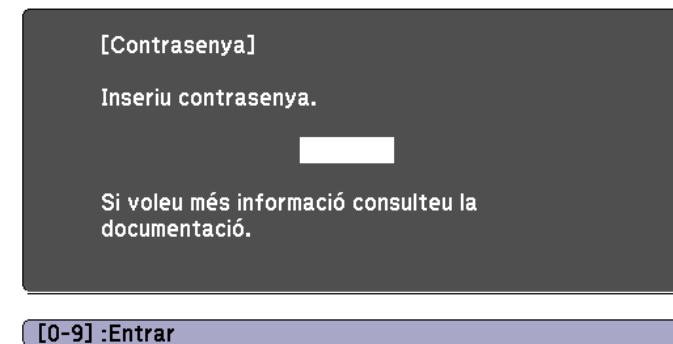 [Contrasenya]
Inseriu contrasenya.
Si voleu més informació consulteu la
documentació.
[0-9] :Entrar